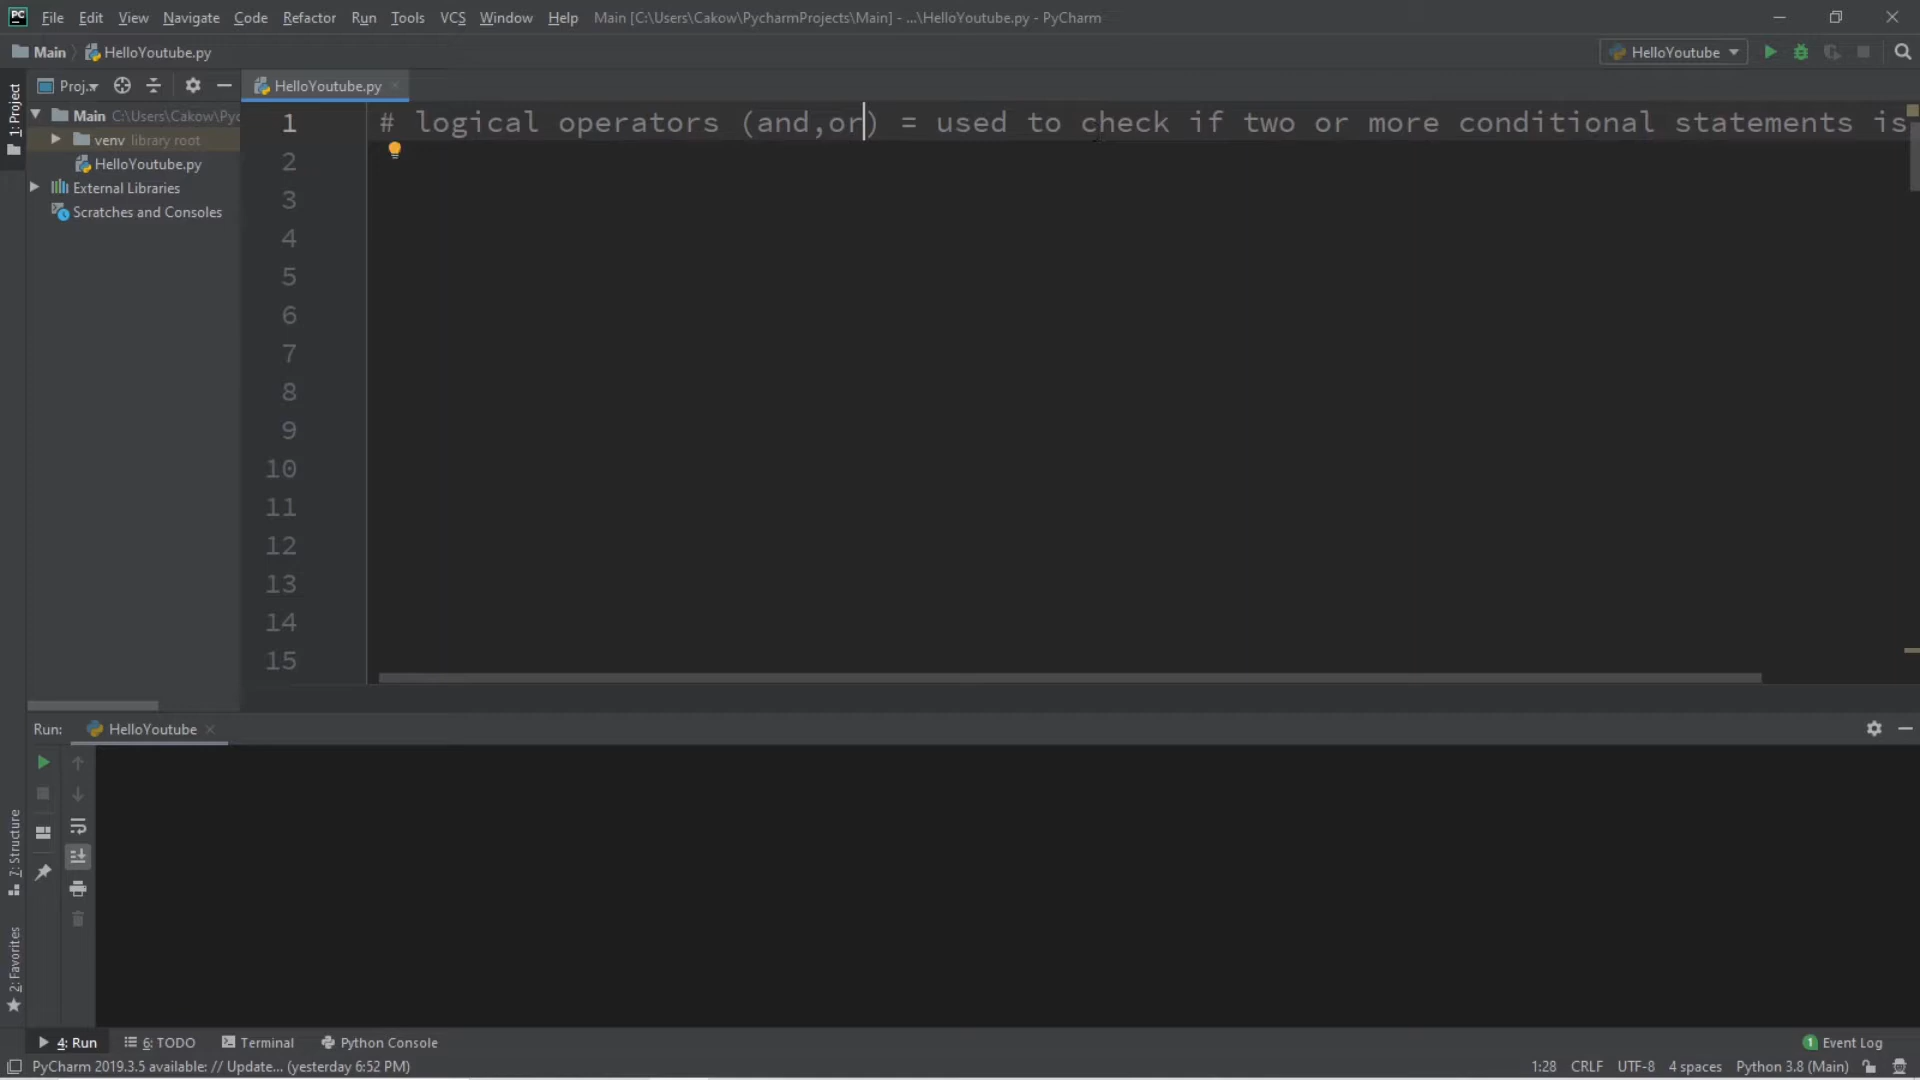 File Edit View Navigate Code Refactor Run Tools VCS Window Help Main [C:\Users\Cakow\PycharmProjects\Main] - ...\HelloYoutube.py - PyCharm
Main HelloYoutube.py HelloYoutube
Proj... HelloYoutube.py
1: Project
Main C:\Users\Cakow\Pyc
venv library root
HelloYoutube.py
External Libraries
Scratches and Consoles
1 # logical operators (and,or) = used to check if two or more conditional statements is
2
3
4
5
6
7
8
9
10
11
12
13
14
15
Run: HelloYoutube
7: Structure
2: Favorites
4: Run 6: TODO Terminal Python Console 1 Event Log
PyCharm 2019.3.5 available: // Update... (yesterday 6:52 PM) 1:28 CRLF UTF-8 4 spaces Python 3.8 (Main)